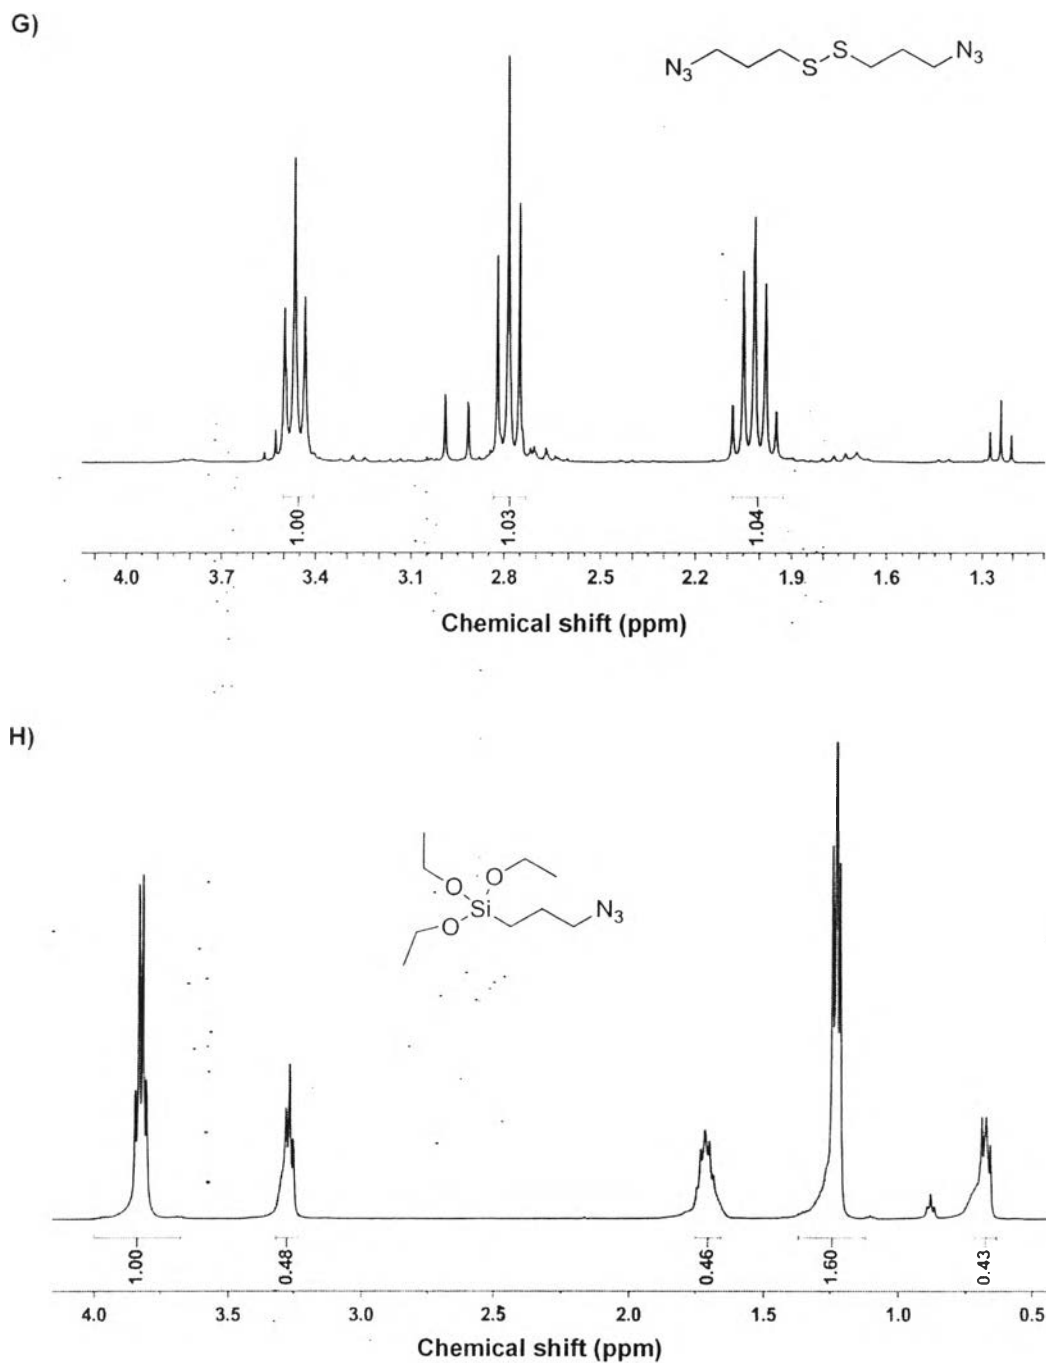 G)
N3 S S N3
1.00 1.03 1.04
4.0 3.7 3.4 3.1 2.8 2.5 2.2 1.9 1.6 1.3
Chemical shift (ppm)
H)
O O
Si N3
O
1.00 0.48 0.46 1.60 0.43
4.0 3.5 3.0 2.5 2.0 1.5 1.0 0.5
Chemical shift (ppm)